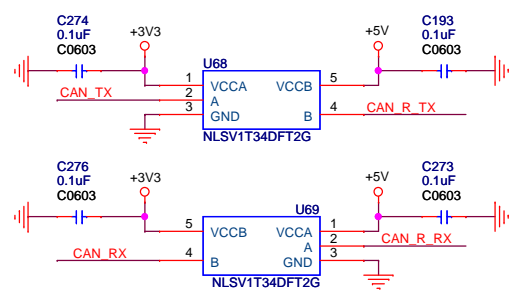 C274
0.1uF
C0603
+3V3
+5V
C193
0.1uF
C0603
U68
1
VCCA
VCCB
5
CAN_TX
2
A
3
GND
B
4
CAN_R_TX
NLSV1T34DFT2G
C276
0.1uF
C0603
+3V3
+5V
C273
0.1uF
C0603
U69
5
VCCB
VCCA
1
A
2
CAN_R_RX
CAN_RX
4
B
GND
3
NLSV1T34DFT2G